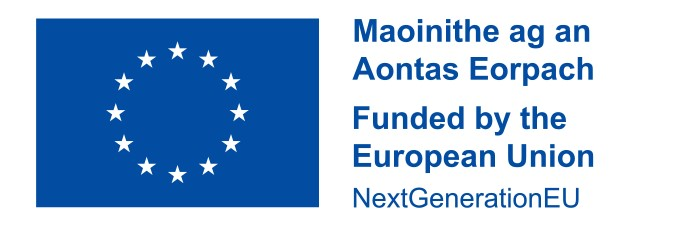 Maoinithe ag an
Aontas Eorpach
Funded by the
European Union
NextGenerationEU